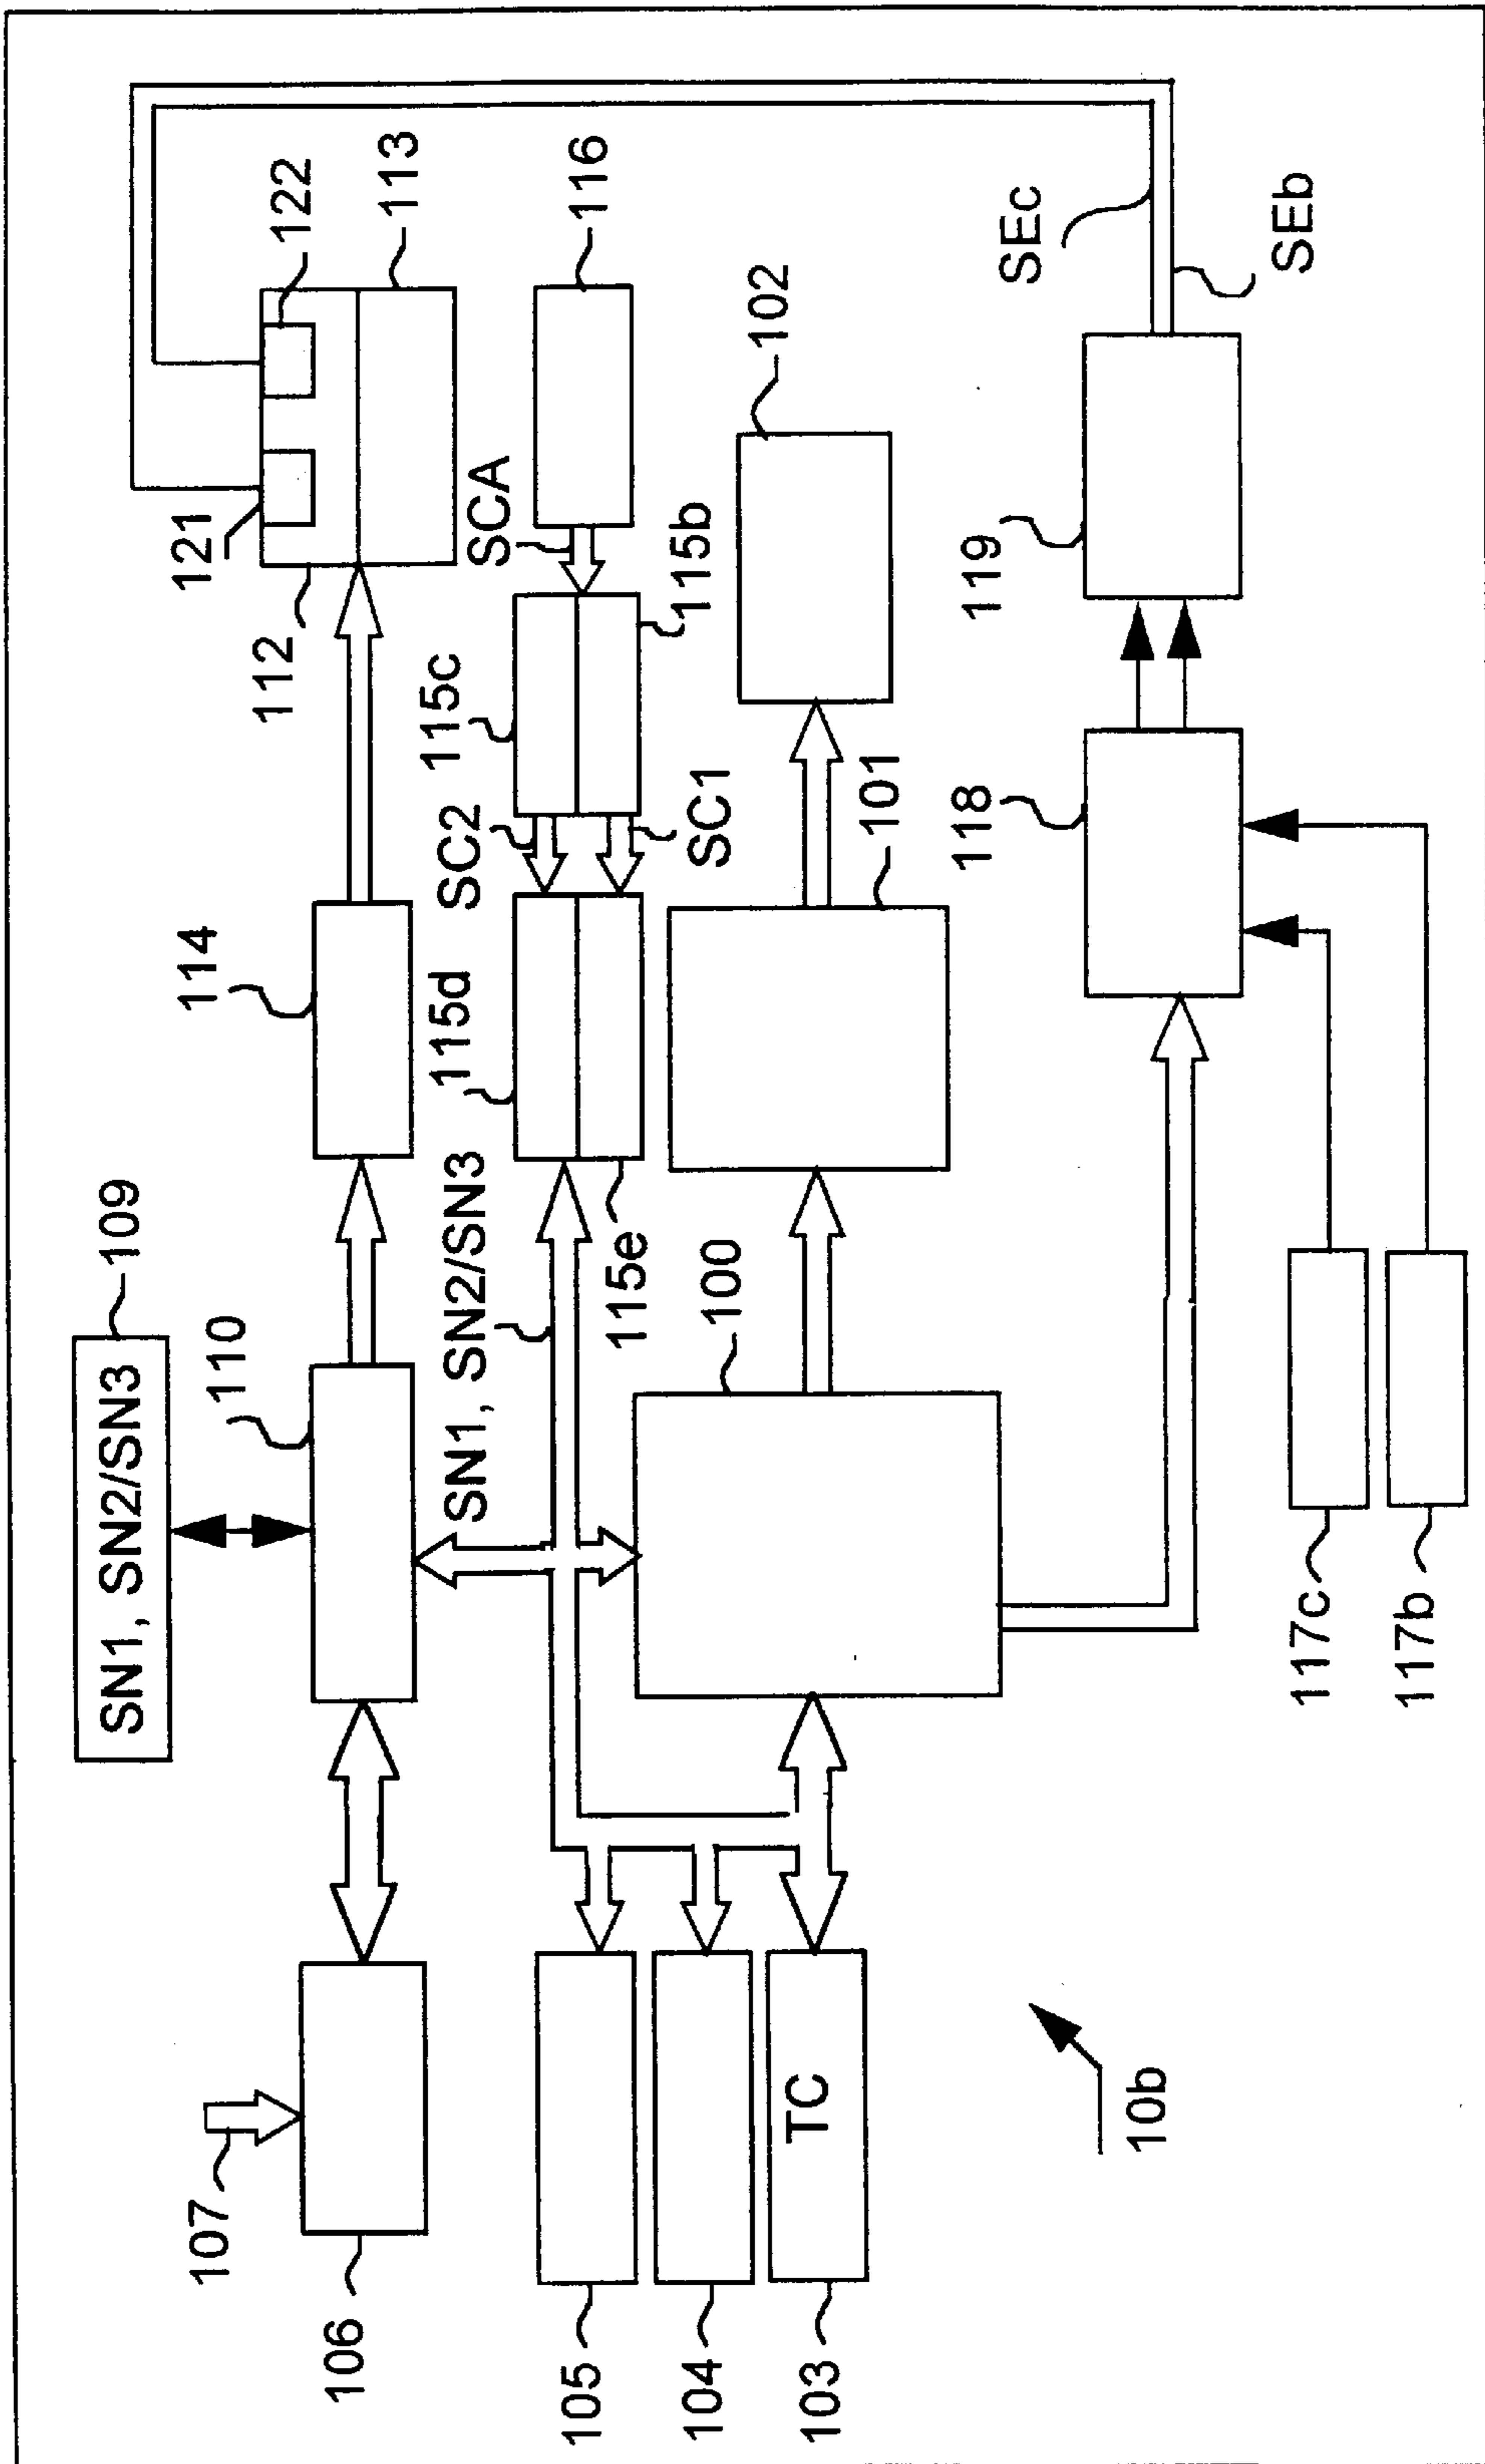 SN1, SN2/SN3
109
107
110
114
121
122
112
113
106
SN1, SN2/SN3
115d
SC2
115c
SCA
116
105
115e
SC1
115b
104
100
101
102
103
TC
118
119
SEc
SEb
10b
117c
117b